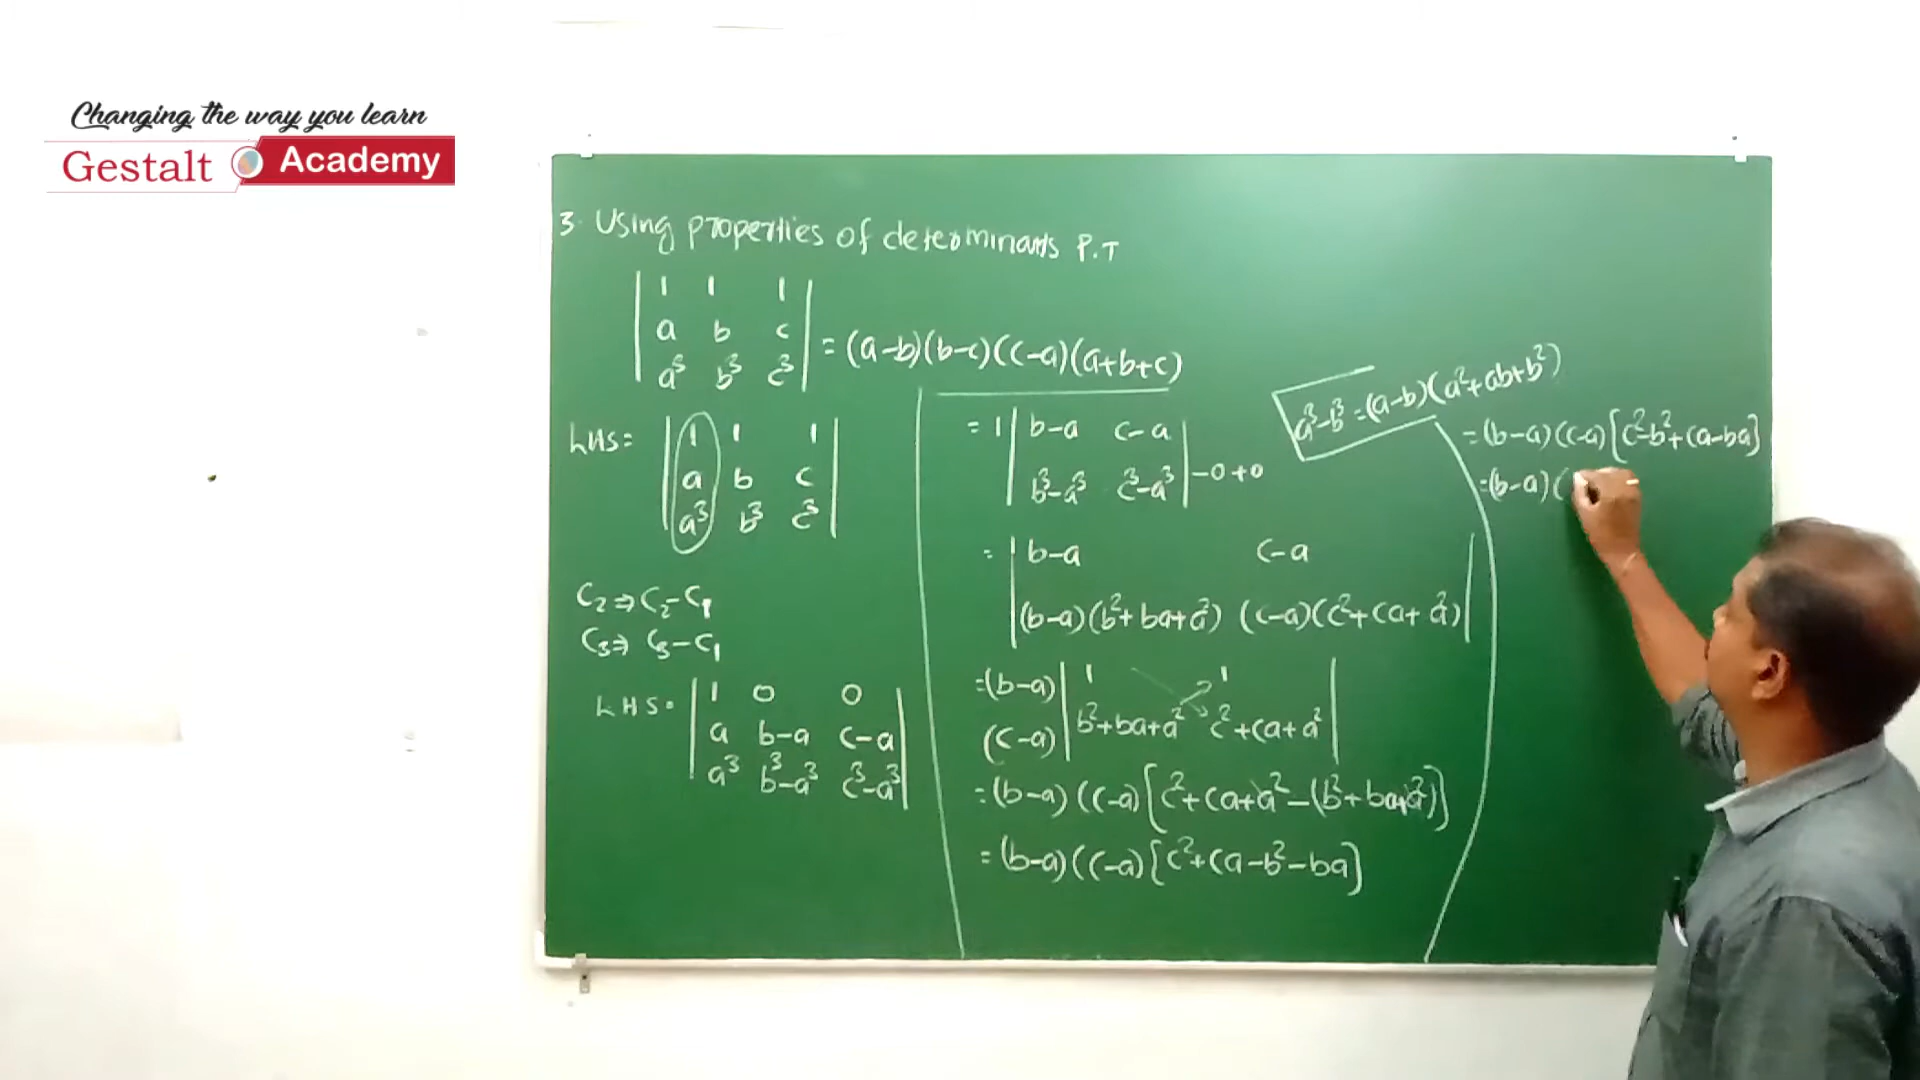 Changing the way you learn
Gestalt Academy
3. Using properties of determinants P.T
| 1 1 1 |
| a b c | = (a-b)(b-c)(c-a)(a+b+c)
| a³ b³ c³ |
LHS = | 1 1 1 |
| a b c |
| a³ b³ c³ |
C₂ ⇒ C₂-C₁
C₃ ⇒ C₃-C₁
LHS = | 1 0 0 |
| a b-a c-a |
| a³ b³-a³ c³-a³ |
= 1 | b-a c-a |
| b³-a³ c³-a³ | -0+0
= | b-a c-a |
| (b-a)(b²+ba+a²) (c-a)(c²+ca+a²) |
=(b-a) | 1 1 |
(c-a) | b²+ba+a² c²+ca+a² |
=(b-a)(c-a)[c²+ca+a²-(b²+ba+a²)]
=(b-a)(c-a)[c²+ca-b²-ba]
a³-b³=(a-b)(a²+ab+b²)
=(b-a)(c-a)[c²-b²+ca-ba]
=(b-a)(